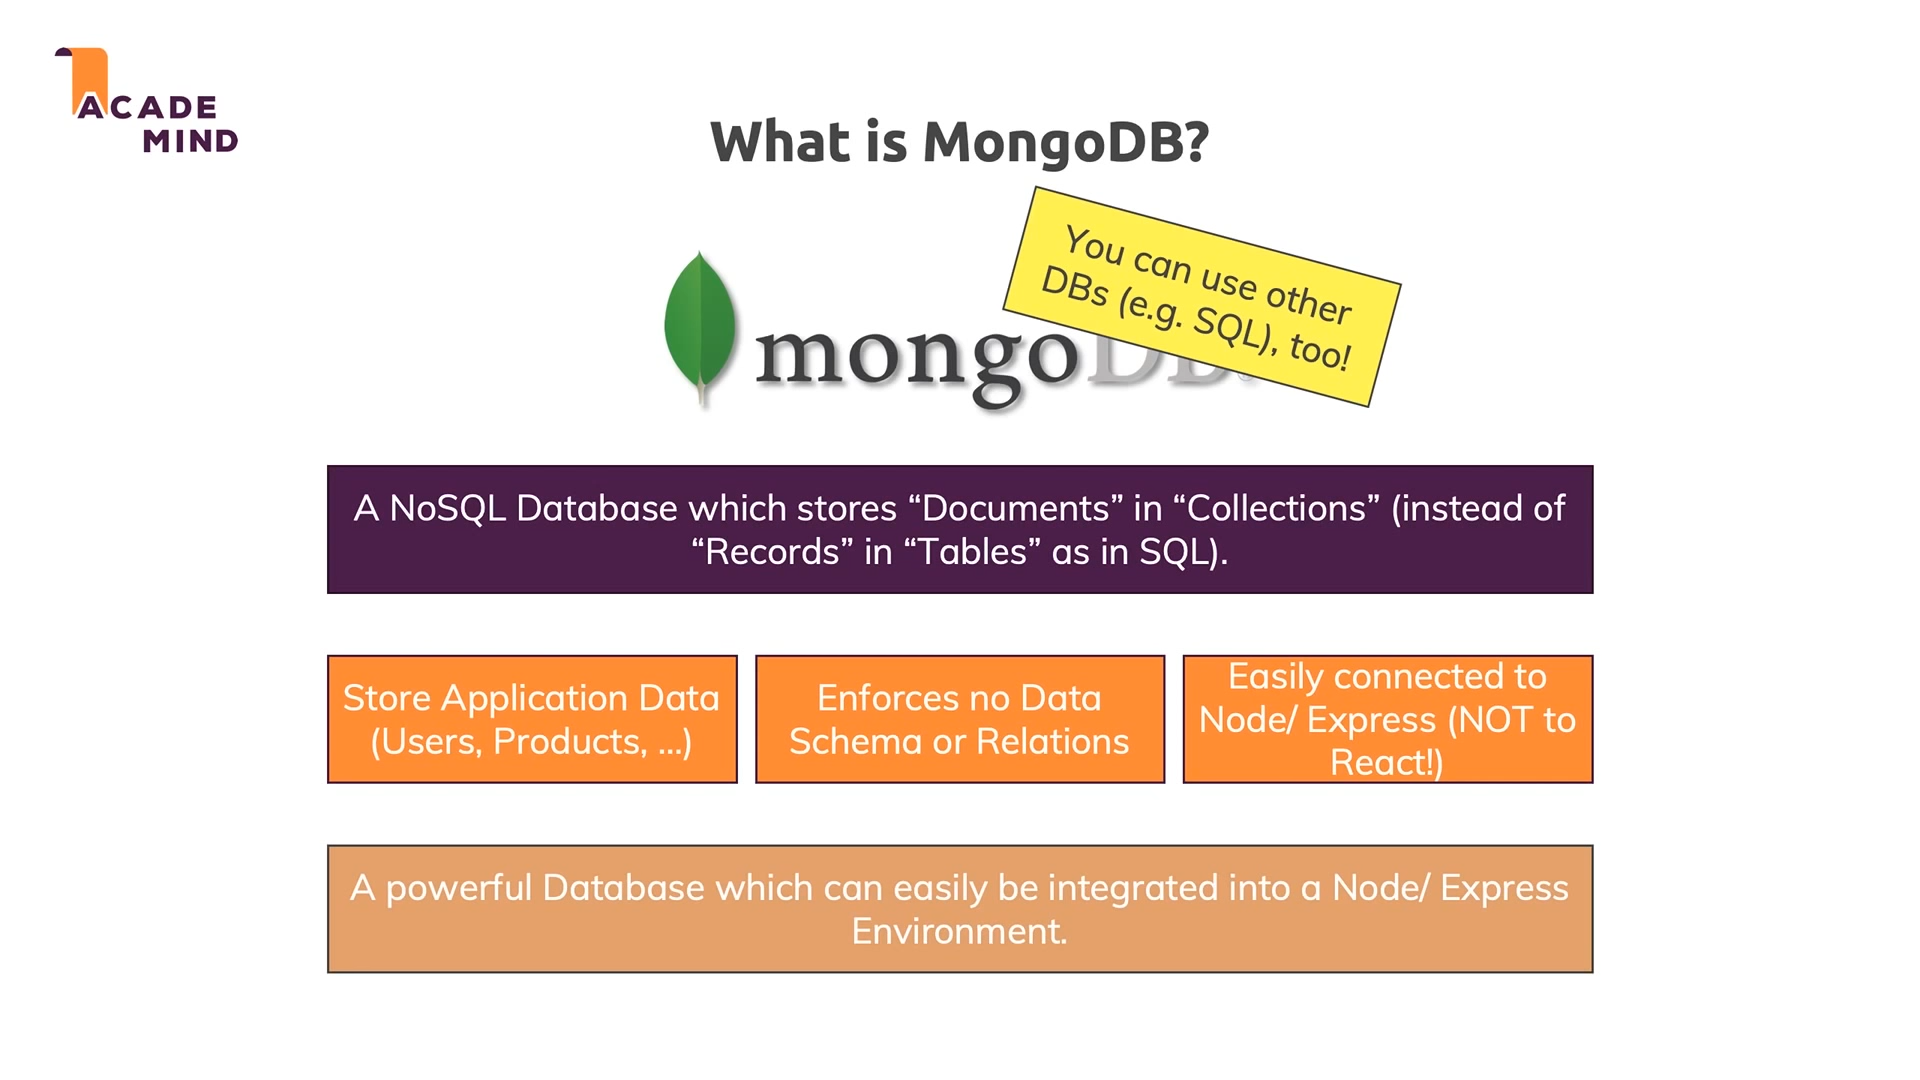 ACADE
MIND
What is MongoDB?
You can use other
DBs (e.g. SQL), too!
mongoDB
A NoSQL Database which stores “Documents” in “Collections” (instead of
“Records” in “Tables” as in SQL).
Store Application Data
(Users, Products, ...)
Enforces no Data
Schema or Relations
Easily connected to
Node/ Express (NOT to
React!)
A powerful Database which can easily be integrated into a Node/ Express
Environment.